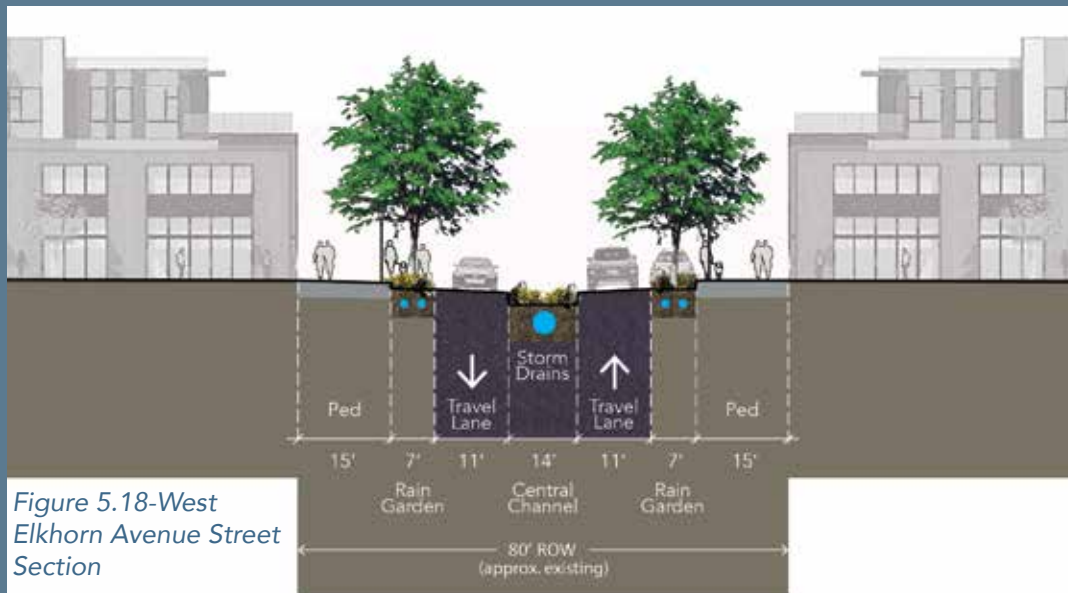 Storm
Drains
Ped
Travel
Lane
Travel
Lane
Ped
15'
7'
11'
14'
11'
7'
15'
Rain
Garden
Central
Channel
Rain
Garden
80' ROW
(approx. existing)
Figure 5.18-West
Elkhorn Avenue Street
Section